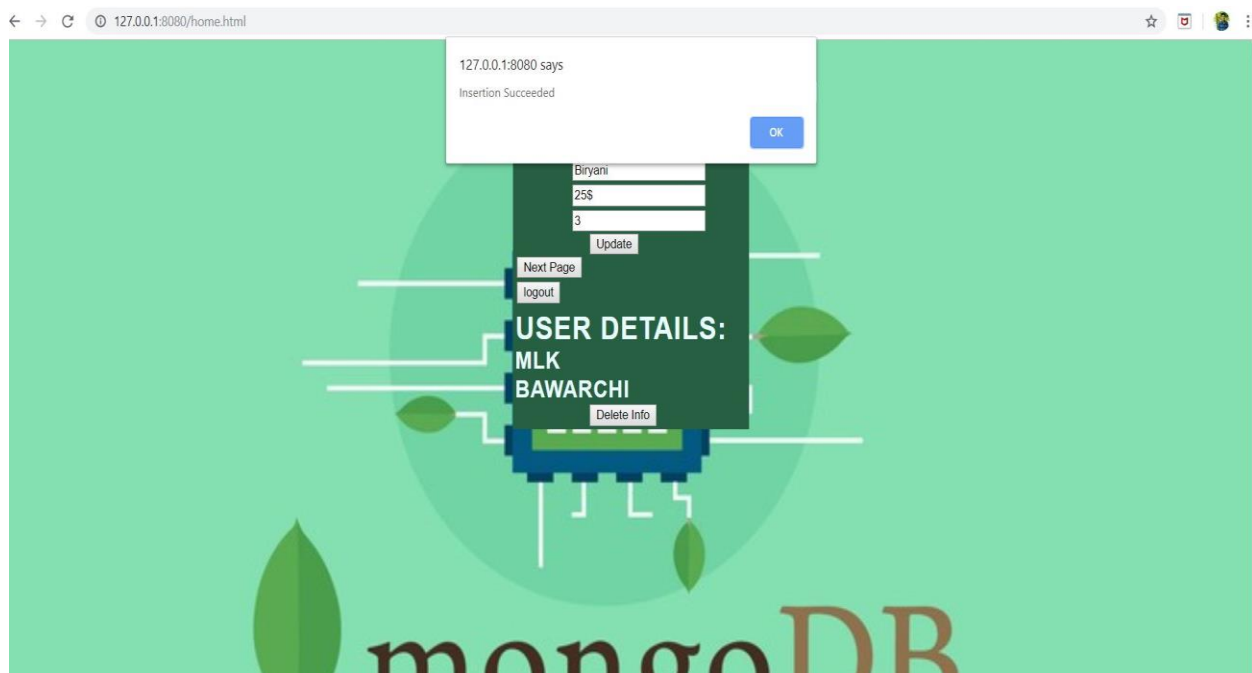 127.0.0.1:8080/home.html
127.0.0.1:8080 says
Insertion Succeeded
OK
Biryani
25$
3
Update
Next Page
logout
USER DETAILS:
MLK
BAWARCHI
Delete Info
mongoDB